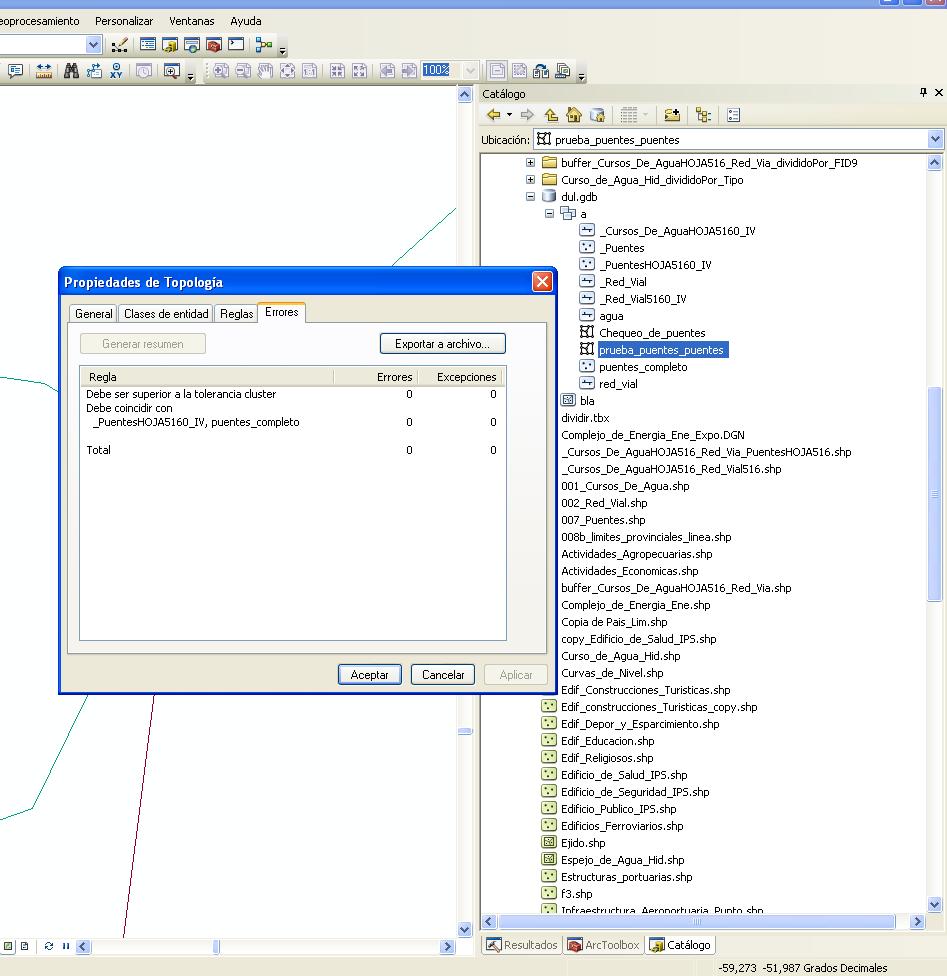 eoprocesamiento Personalizar Ventanas Ayuda
XY 1:1 100%
Catálogo
Ubicación: prueba_puentes_puentes
buffer_Cursos_De_AguaHOJA516_Red_Via_divididoPor_FID9
Curso_de_Agua_Hid_divididoPor_Tipo
dul.gdb
a
_Cursos_De_AguaHOJA5160_IV
_Puentes
_PuentesHOJA5160_IV
_Red_Vial
_Red_Vial5160_IV
agua
Chequeo_de_puentes
prueba_puentes_puentes
puentes_completo
red_vial
bla
dividir.tbx
Complejo_de_Energia_Ene_Expo.DGN
_Cursos_De_AguaHOJA516_Red_Via_PuentesHOJA516.shp
_Cursos_De_AguaHOJA516_Red_Vial516.shp
001_Cursos_De_Agua.shp
002_Red_Vial.shp
007_Puentes.shp
008b_limites_provinciales_linea.shp
Actividades_Agropecuarias.shp
Actividades_Economicas.shp
buffer_Cursos_De_AguaHOJA516_Red_Via.shp
Complejo_de_Energia_Ene.shp
Copia de Pais_Lim.shp
copy_Edificio_de_Salud_IPS.shp
Curso_de_Agua_Hid.shp
Curvas_de_Nivel.shp
Edif_Construcciones_Turisticas.shp
Edif_construcciones_Turisticas_copy.shp
Edif_Depor_y_Esparcimiento.shp
Edif_Educacion.shp
Edif_Religiosos.shp
Edificio_de_Salud_IPS.shp
Edificio_de_Seguridad_IPS.shp
Edificio_Publico_IPS.shp
Edificios_Ferroviarios.shp
Ejido.shp
Espejo_de_Agua_Hid.shp
Estructuras_portuarias.shp
f3.shp
Infraestructura_Aeroportuaria_Punto.shp
Resultados ArcToolbox Catálogo
-59,273 -51,987 Grados Decimales
Propiedades de Topología
General Clases de entidad Reglas Errores
Generar resumen Exportar a archivo...
Regla Errores Excepciones
Debe ser superior a la tolerancia cluster 0 0
Debe coincidir con
_PuentesHOJA5160_IV, puentes_completo 0 0
Total 0 0
Aceptar Cancelar Aplicar